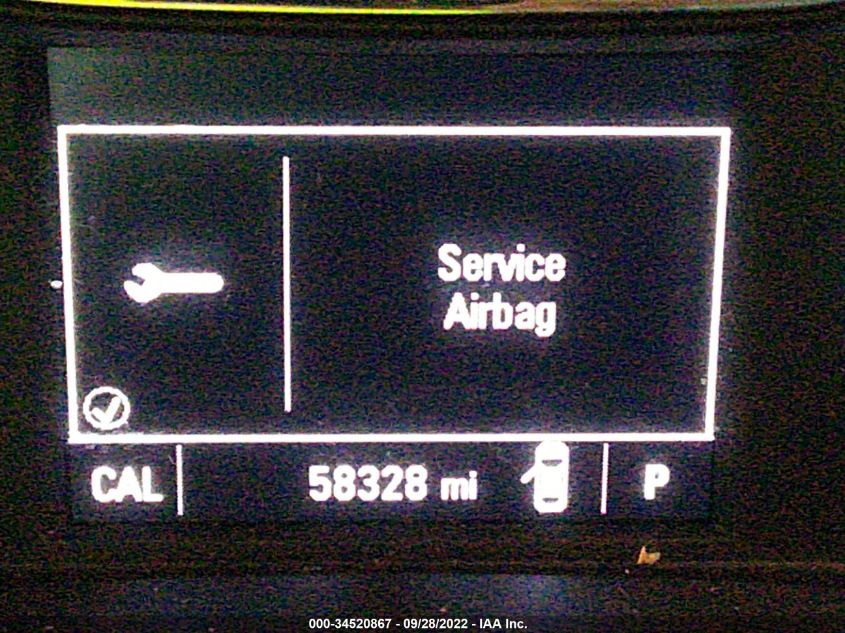 Service
Airbag
CAL 58328 mi P
000-34520867 - 09/28/2022 - IAA Inc.